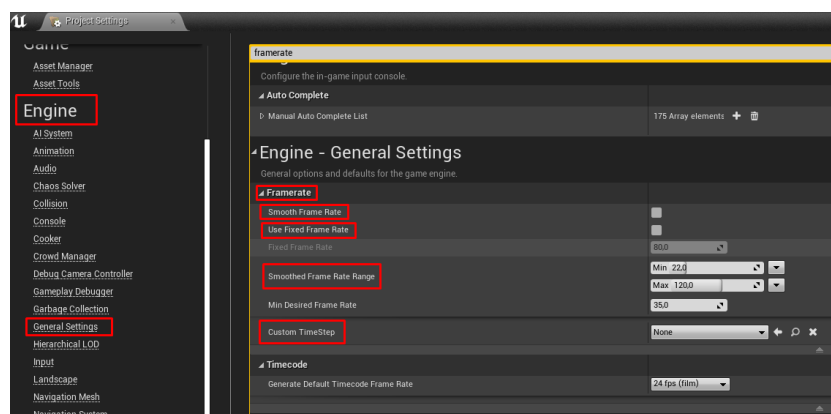 Project Settings
Game
Asset Manager
Asset Tools
Engine
AI System
Animation
Audio
Chaos Solver
Collision
Console
Cooker
Crowd Manager
Debug Camera Controller
Gameplay Debugger
Garbage Collection
General Settings
Hierarchical LOD
Input
Landscape
Navigation Mesh
Navigation System
framerate
Configure the in-game input console.
Auto Complete
Manual Auto Complete List 175 Array elements
Engine - General Settings
General options and defaults for the game engine.
Framerate
Smooth Frame Rate
Use Fixed Frame Rate
Fixed Frame Rate 80,0
Smoothed Frame Rate Range Min 22,0
Max 120,0
Min Desired Frame Rate 35,0
Custom TimeStep None
Timecode
Generate Default Timecode Frame Rate 24 fps (film)